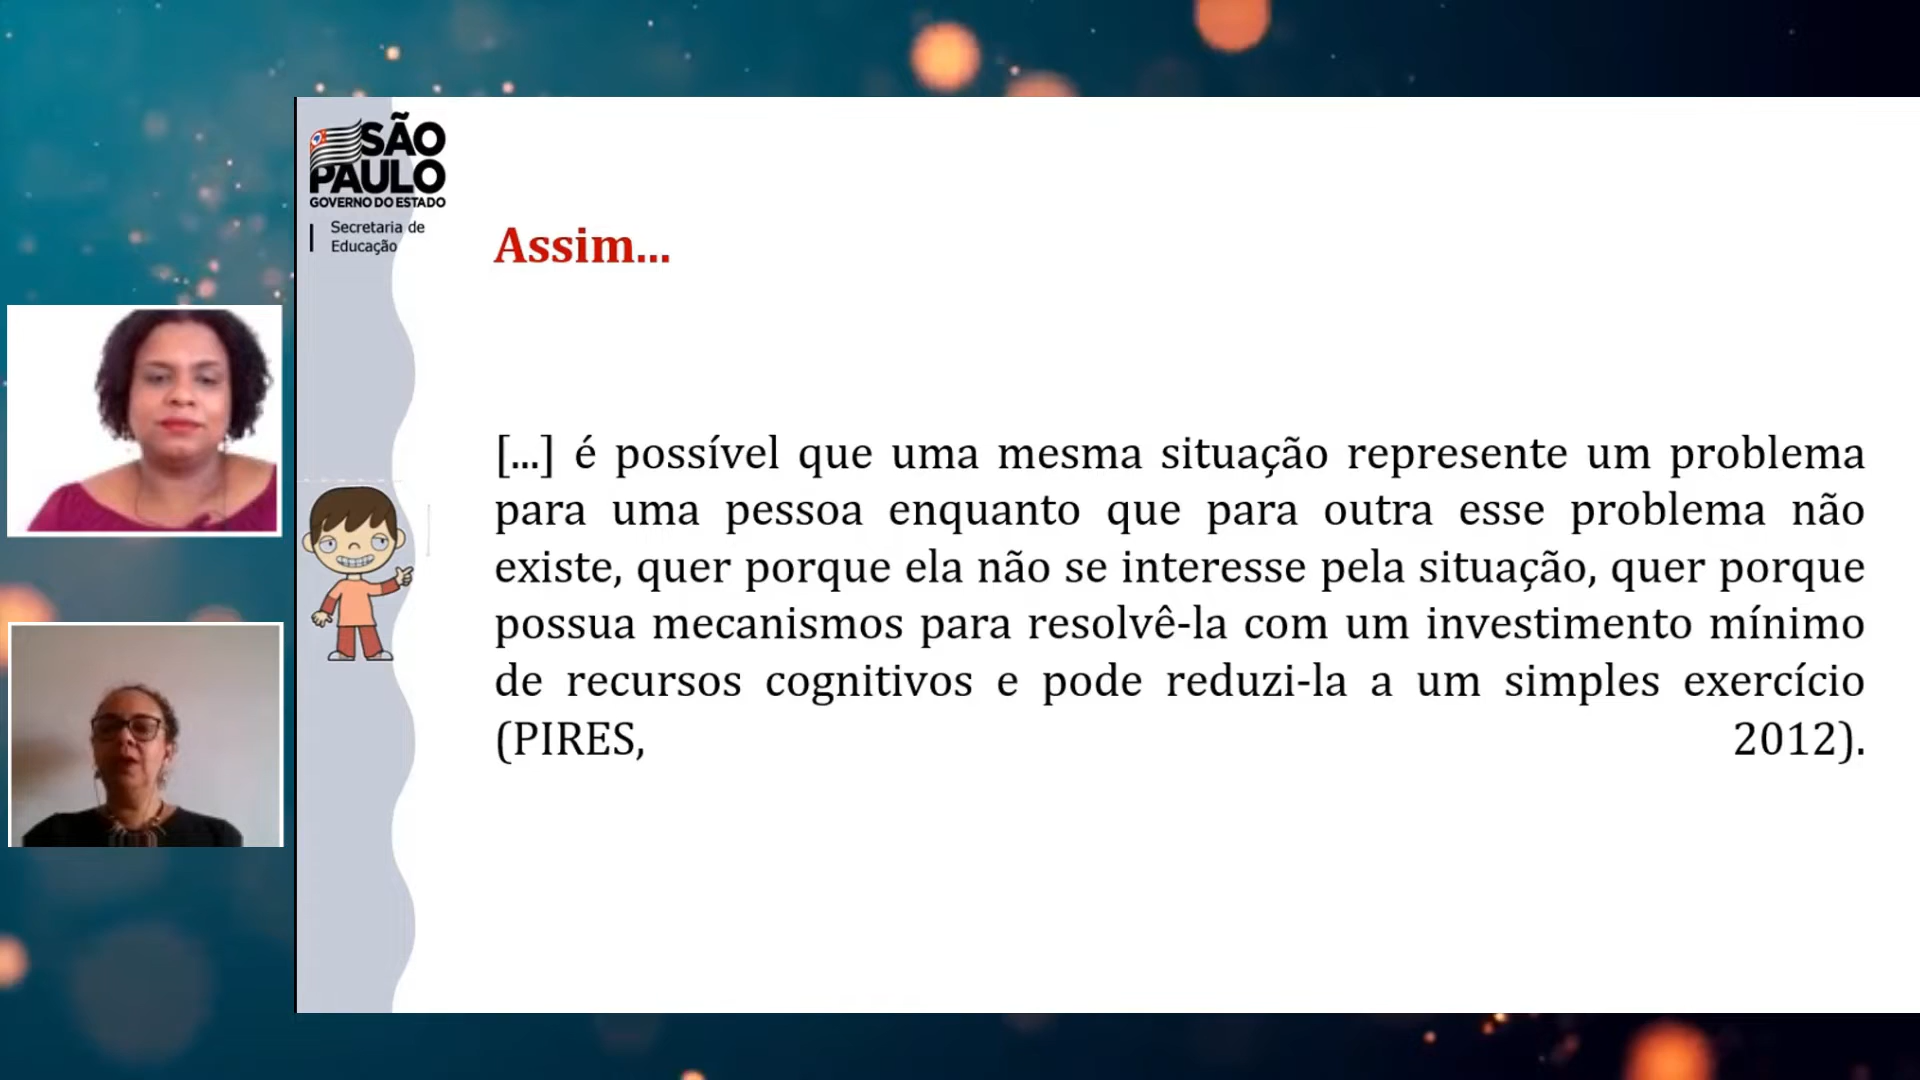 SÃO
PAULO
GOVERNO DO ESTADO
Secretaria de
Educação
Assim...
[...] é possível que uma mesma situação represente um problema
para uma pessoa enquanto que para outra esse problema não
existe, quer porque ela não se interesse pela situação, quer porque
possua mecanismos para resolvê-la com um investimento mínimo
de recursos cognitivos e pode reduzi-la a um simples exercício
(PIRES, 2012).